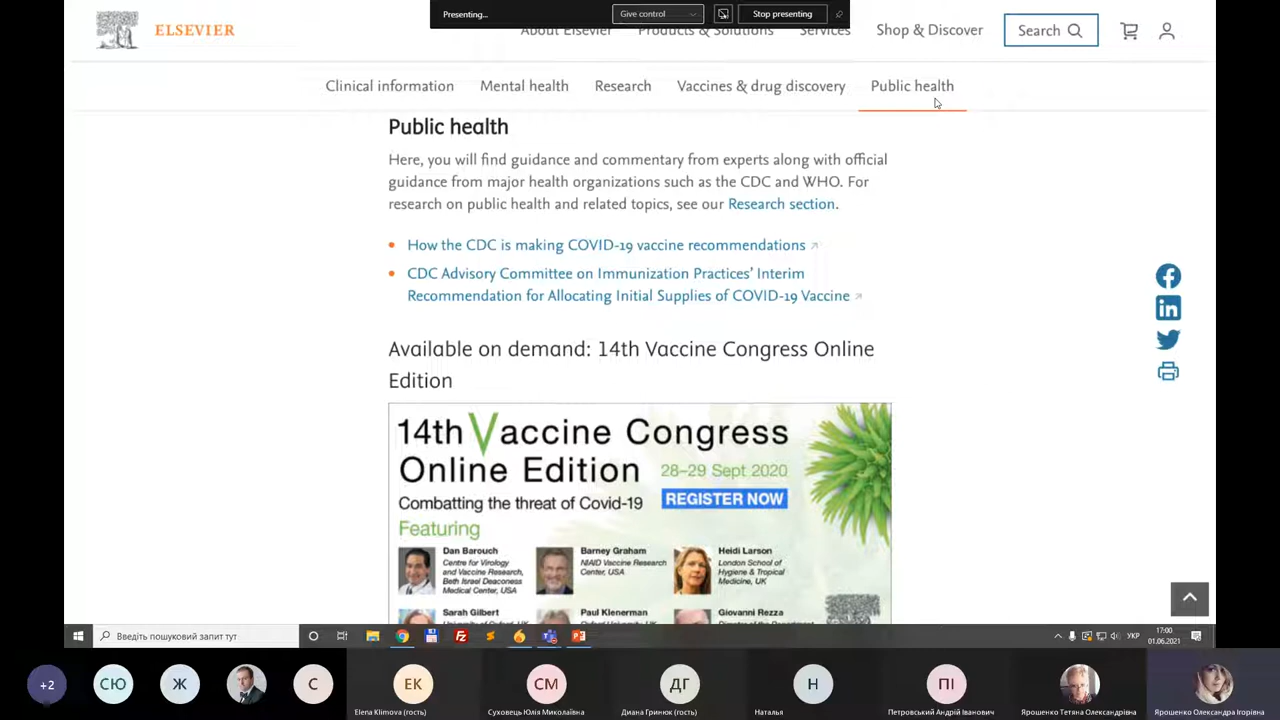 Presenting...
Give control
Stop presenting
ELSEVIER
About Elsevier
Products & Solutions
Services
Shop & Discover
Search
Clinical information
Mental health
Research
Vaccines & drug discovery
Public health
Public health
Here, you will find guidance and commentary from experts along with official
guidance from major health organizations such as the CDC and WHO. For
research on public health and related topics, see our Research section.
How the CDC is making COVID-19 vaccine recommendations
CDC Advisory Committee on Immunization Practices' Interim
Recommendation for Allocating Initial Supplies of COVID-19 Vaccine
Available on demand: 14th Vaccine Congress Online
Edition
14th Vaccine Congress
Online Edition
28–29 Sept 2020
Combatting the threat of Covid-19
REGISTER NOW
Featuring
Dan Barouch
Centre for Virology
and Vaccine Research,
Beth Israel Deaconess
Medical Center, USA
Barney Graham
NIAID Vaccine Research
Center, USA
Heidi Larson
London School of
Hygiene & Tropical
Medicine, UK
Sarah Gilbert
Paul Klenerman
Giovanni Rezza
Введіть пошуковий запит тут
УКР
17:00
01.06.2021
+2
СЮ
Ж
С
EK
Elena Klimova (гость)
СМ
Суховець Юлія Миколаївна
ДГ
Диана Гринюк (гость)
Н
Наталья
ПІ
Петровський Андрій Іванович
Ярошенко Тетяна Олександрівна
Ярошенко Олександра Ігорівна